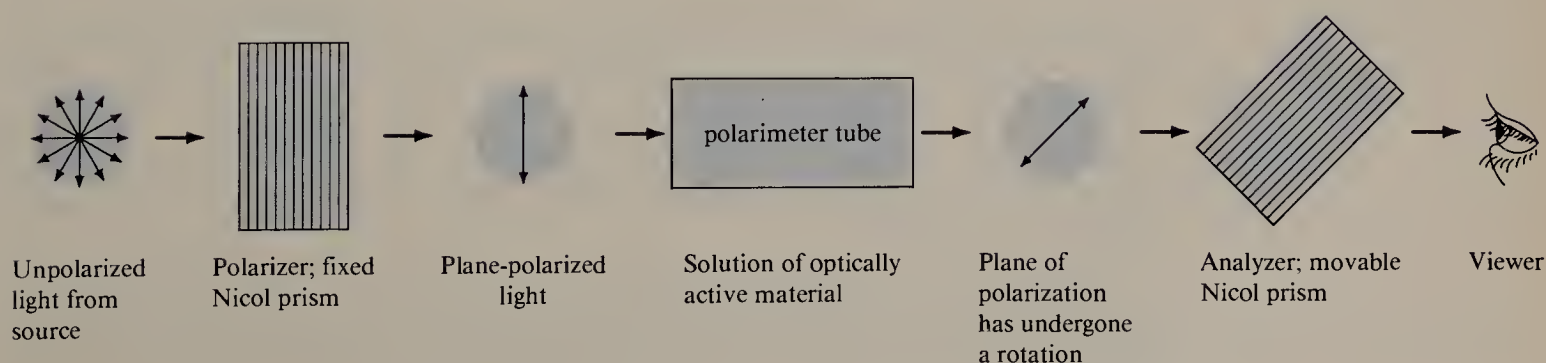 polarimeter tube
Unpolarized
light from
source
Polarizer; fixed
Nicol prism
Plane-polarized
light
Solution of optically
active material
Plane of
polarization
has undergone
a rotation
Analyzer; movable
Nicol prism
Viewer